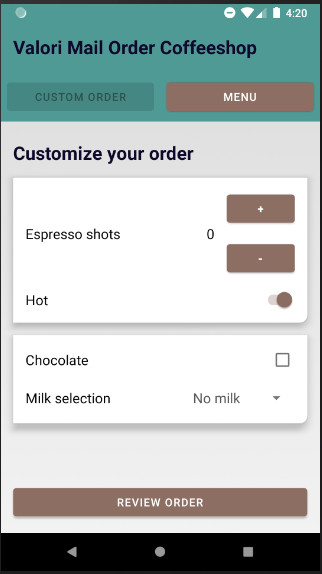 4:20
Valori Mail Order Coffeeshop
CUSTOM ORDER MENU
Customize your order
+
Espresso shots 0
-
Hot
Chocolate
Milk selection No milk
REVIEW ORDER